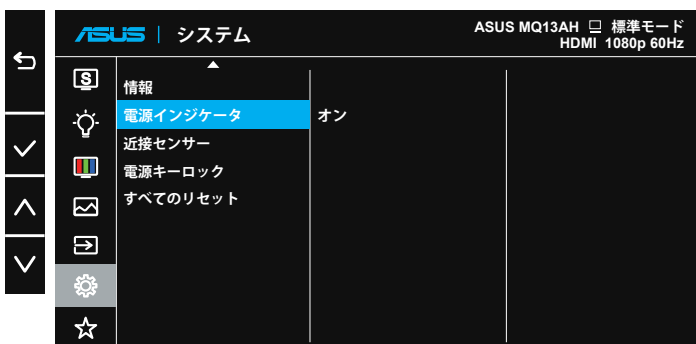 ASUS システム
ASUS MQ13AH 標準モード
HDMI 1080p 60Hz
S
情報
電源インジケータ オン
近接センサー
電源キーロック
すべてのリセット